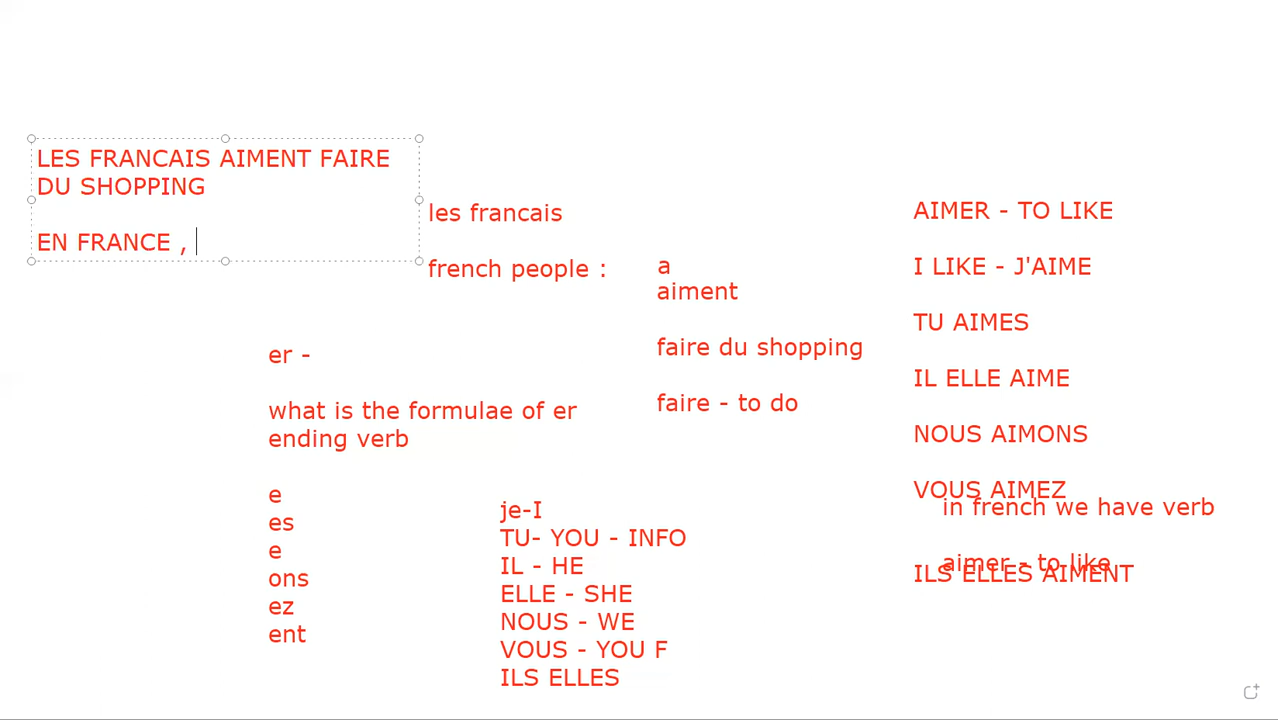 LES FRANCAIS AIMENT FAIRE
DU SHOPPING
EN FRANCE ,
les francais
french people :
a
aiment
faire du shopping
faire - to do
AIMER - TO LIKE
I LIKE - J'AIME
TU AIMES
IL ELLE AIME
NOUS AIMONS
VOUS AIMEZ
in french we have verb
aimer - to like
ILS ELLES AIMENT
er -
what is the formulae of er
ending verb
e
es
e
ons
ez
ent
je-I
TU- YOU - INFO
IL - HE
ELLE - SHE
NOUS - WE
VOUS - YOU F
ILS ELLES